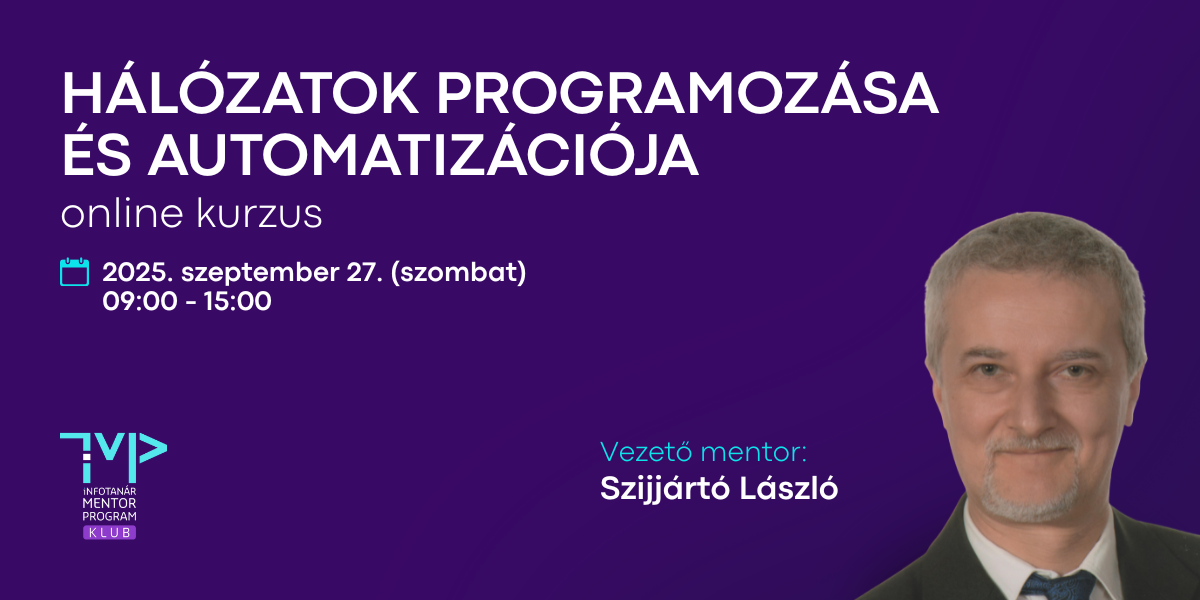 HÁLÓZATOK PROGRAMOZÁSA
ÉS AUTOMATIZÁCIÓJA
online kurzus
2025. szeptember 27. (szombat)
09:00 - 15:00
Vezető mentor:
Szijjártó László
IMP
INFOTANÁR
MENTOR
PROGRAM
KLUB